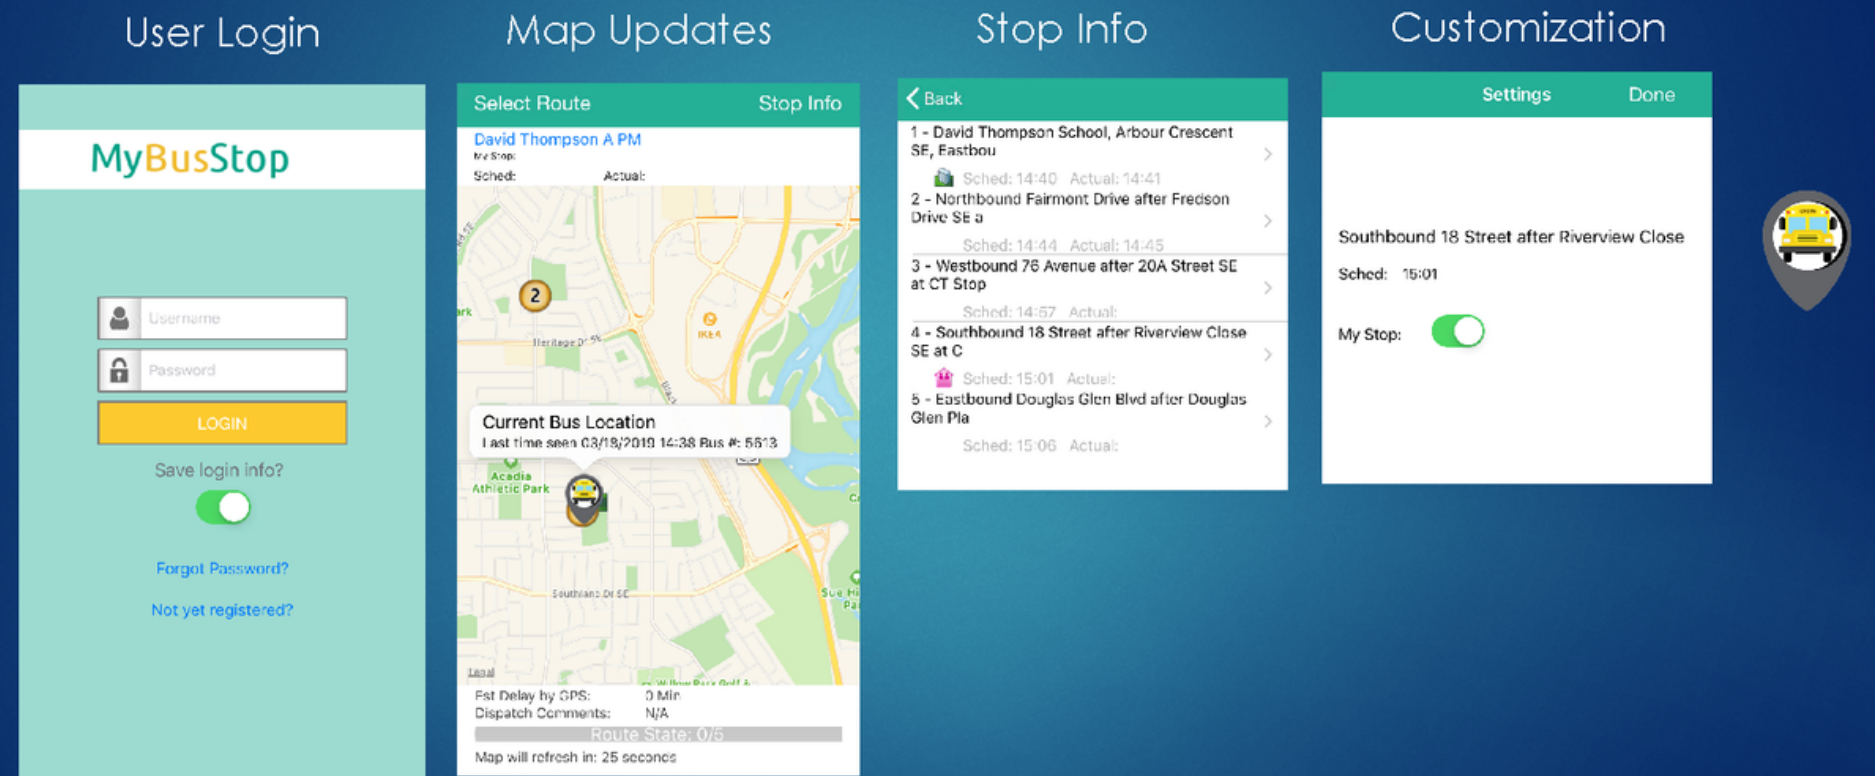 User Login
MyBusStop
Username
Password
LOGIN
Save login info?
Forgot Password?
Not yet registered?
Map Updates
Select Route
Stop Info
David Thompson A PM
My Stop:
Sched:
Actual:
2
IKEA
Heritage Dr SE
Current Bus Location
Last time seen 03/18/2019 14:38 Bus #: 5613
Acadia
Athletic Park
Southland Dr SE
Legal
Willow Park Golf &
Est Delay by GPS:
0 Min
Dispatch Comments:
N/A
Route State: 0/5
Map will refresh in: 25 seconds
Stop Info
Back
1 - David Thompson School, Arbour Crescent
SE, Eastbou
Sched: 14:40 Actual: 14:41
2 - Northbound Fairmont Drive after Fredson
Drive SE a
Sched: 14:44 Actual: 14:45
3 - Westbound 76 Avenue after 20A Street SE
at CT Stop
Sched: 14:57 Actual:
4 - Southbound 18 Street after Riverview Close
SE at C
Sched: 15:01 Actual:
5 - Eastbound Douglas Glen Blvd after Douglas
Glen Pla
Sched: 15:06 Actual:
Customization
Settings
Done
Southbound 18 Street after Riverview Close
Sched: 15:01
My Stop: